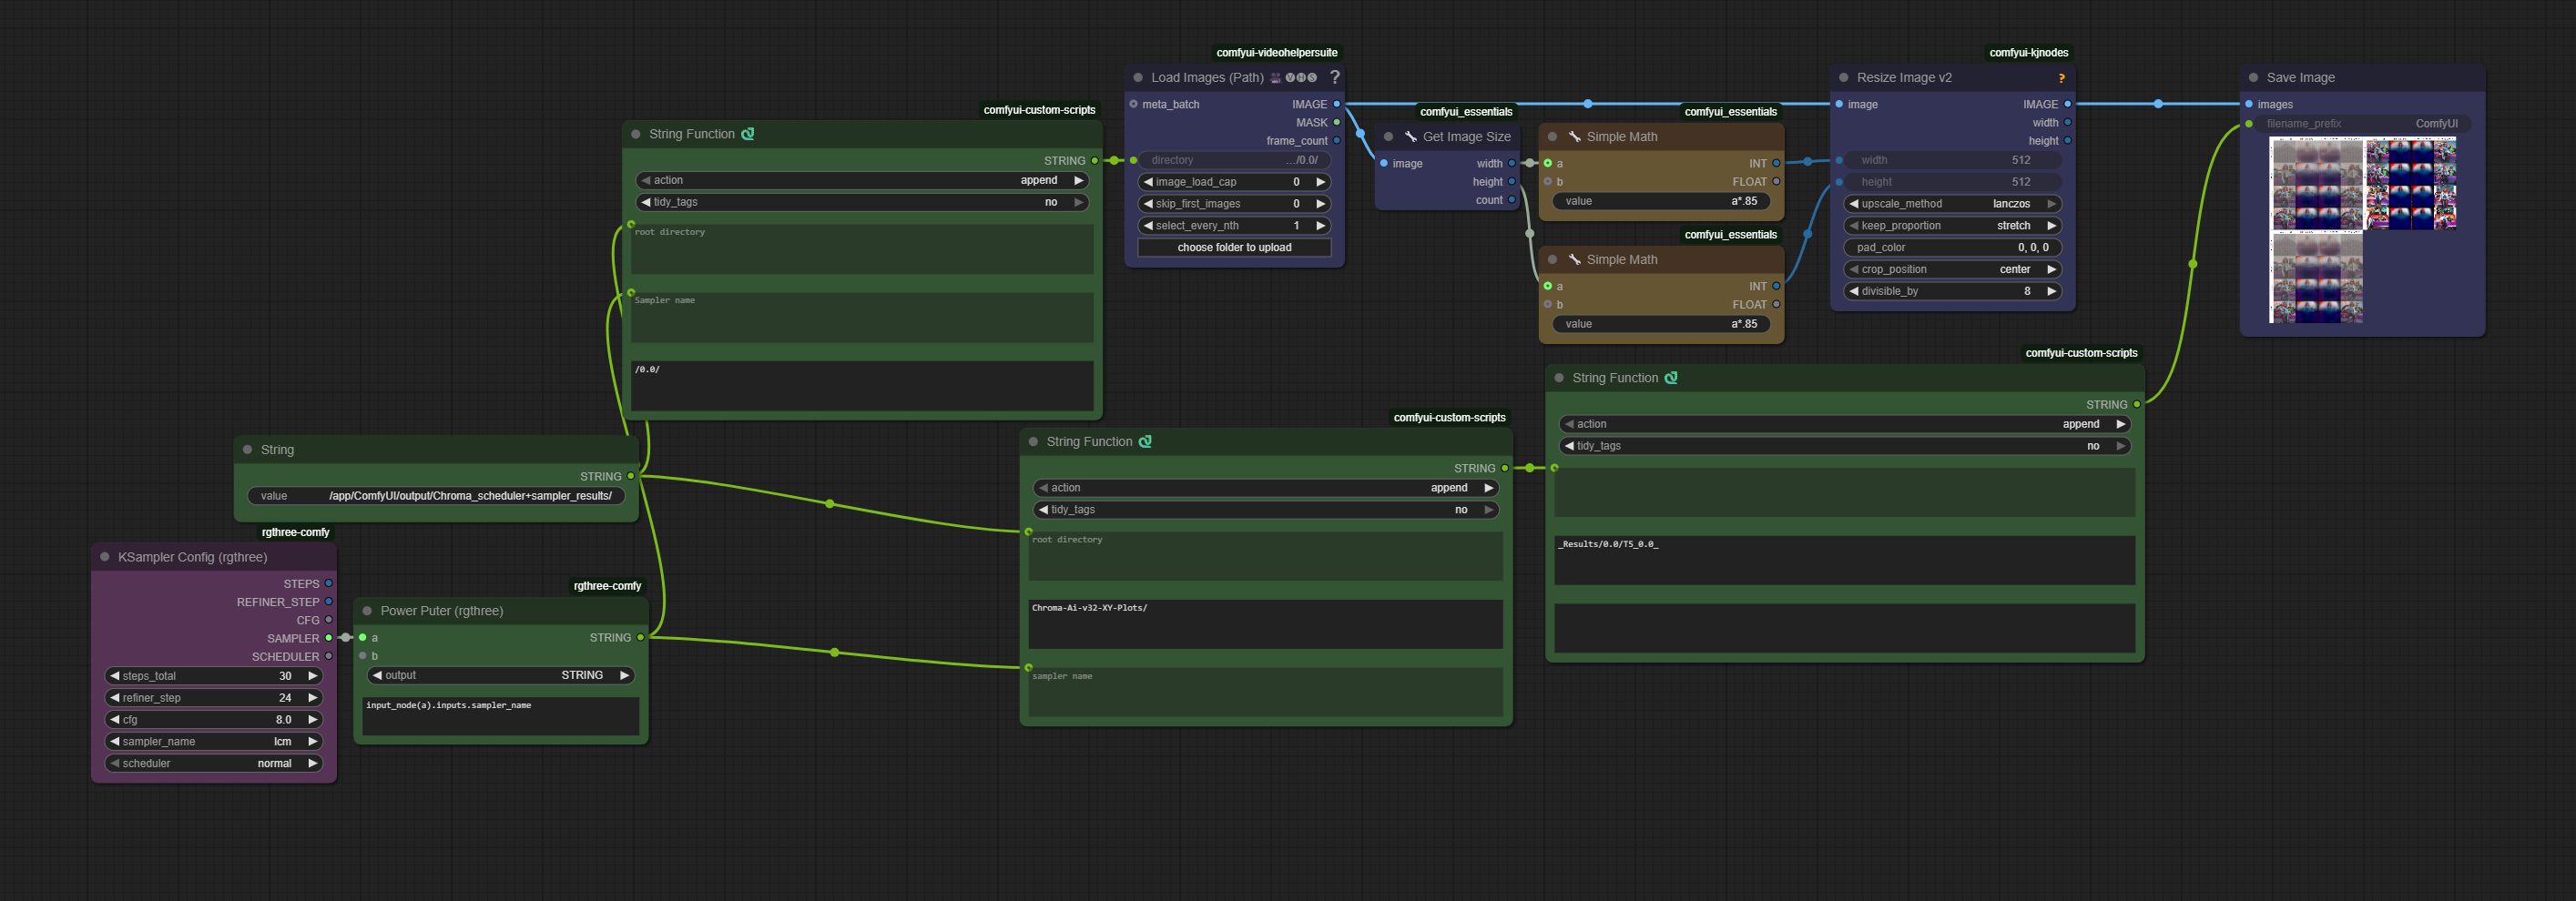 comfyui-custom-scripts
String Function
STRING
action append
tidy_tags no
root directory
Sampler name
/0.0/
String
STRING
value /app/ComfyUI/output/Chroma_scheduler+sampler_results/
rgthree-comfy
KSampler Config (rgthree)
STEPS
REFINER_STEP
CFG
SAMPLER
SCHEDULER
steps_total 30
refiner_step 24
cfg 8.0
sampler_name lcm
scheduler normal
rgthree-comfy
Power Puter (rgthree)
a STRING
b
output STRING
input_node(a).inputs.sampler_name
comfyui-videohelpersuite
Load Images (Path) VHS ?
meta_batch IMAGE
MASK
frame_count
directory .../0.0/
image_load_cap 0
skip_first_images 0
select_every_nth 1
choose folder to upload
comfyui_essentials
Get Image Size
image width
height
count
comfyui_essentials
Simple Math
a INT
b FLOAT
value a*.85
comfyui_essentials
Simple Math
a INT
b FLOAT
value a*.85
comfyui-kjnodes
Resize Image v2 ?
image IMAGE
width
height
width 512
height 512
upscale_method lanczos
keep_proportion stretch
pad_color 0, 0, 0
crop_position center
divisible_by 8
Save Image
images
filename_prefix ComfyUI
comfyui-custom-scripts
String Function
STRING
action append
tidy_tags no
root directory
Chroma-Ai-v32-XY-Plots/
sampler name
comfyui-custom-scripts
String Function
STRING
action append
tidy_tags no
_Results/0.0/T5_0.0_